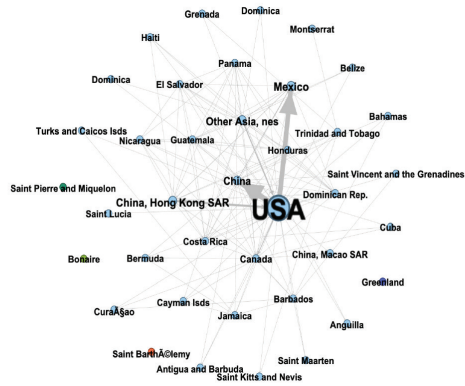 Grenada
Dominica
Montserrat
Haiti
Panama
Belize
Dominica
El Salvador
Mexico
Bahamas
Other Asia, nes
Turks and Caicos Isds
Nicaragua
Guatemala
Trinidad and Tobago
Honduras
Saint Vincent and the Grenadines
China
Saint Pierre and Miquelon
Dominican Rep.
China, Hong Kong SAR
USA
Saint Lucia
Cuba
Costa Rica
Bonaire
Bermuda
Canada
China, Macao SAR
Greenland
Cayman Isds
Barbados
CuraÃ§ao
Jamaica
Anguilla
Saint BarthÃ©lemy
Saint Maarten
Antigua and Barbuda
Saint Kitts and Nevis